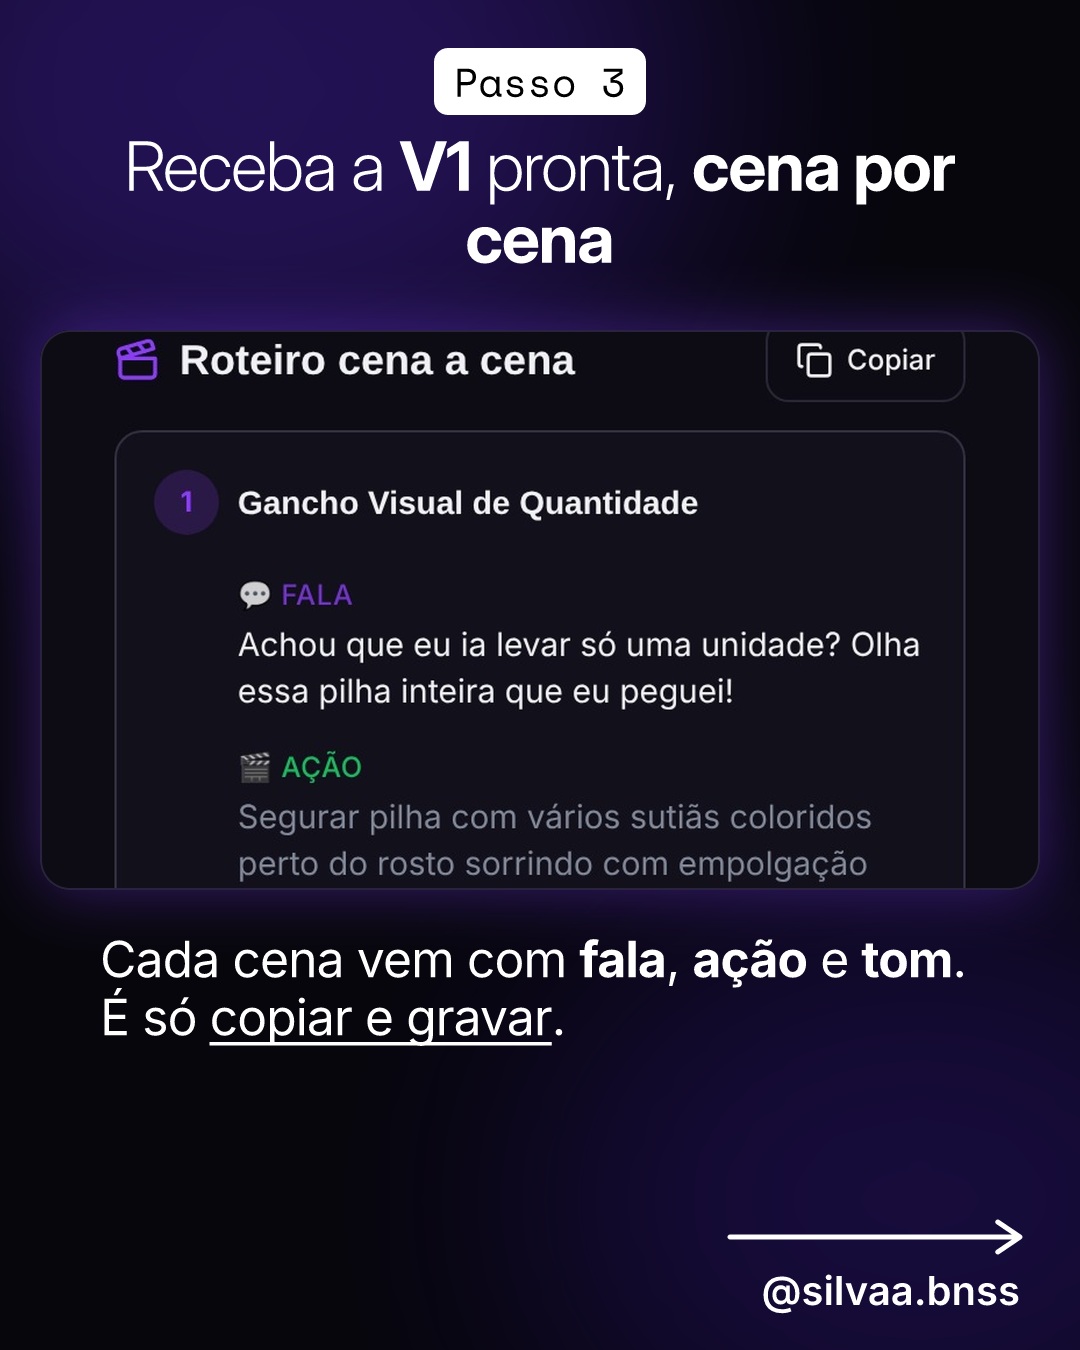 Passo 3
Receba a V1 pronta, cena por
cena
Roteiro cena a cena
Copiar
1
Gancho Visual de Quantidade
💬 FALA
Achou que eu ia levar só uma unidade? Olha
essa pilha inteira que eu peguei!
🎬 AÇÃO
Segurar pilha com vários sutiãs coloridos
perto do rosto sorrindo com empolgação
Cada cena vem com fala, ação e tom.
É só copiar e gravar.
@silvaa.bnss